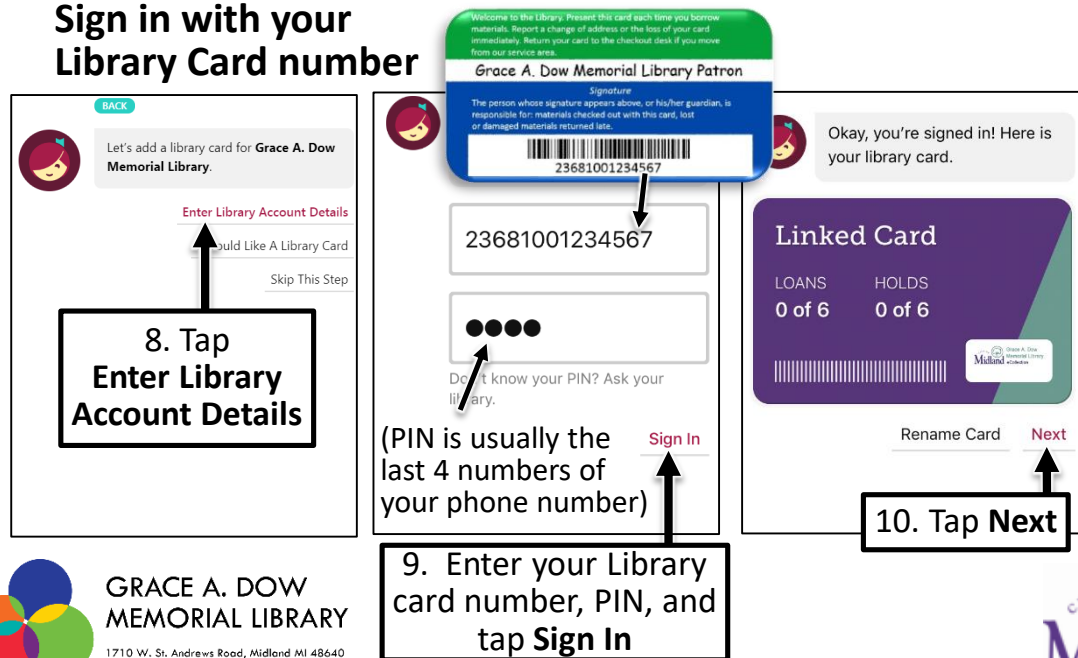 Sign in with your
Library Card number
Welcome to the Library. Present this card each time you borrow
materials. Report a change of address or the loss of your card
immediately. Return your card to the checkout desk if you move
from our service area.
Grace A. Dow Memorial Library Patron
Signature
The person whose signature appears above, or his/her guardian, is
responsible for: materials checked out with this card, lost
or damaged materials returned late.
23681001234567
BACK
Let's add a library card for Grace A. Dow
Memorial Library.
Enter Library Account Details
ould Like A Library Card
Skip This Step
8. Tap
Enter Library
Account Details
23681001234567
Don't know your PIN? Ask your
library.
(PIN is usually the
last 4 numbers of
your phone number)
Sign In
9. Enter your Library
card number, PIN, and
tap Sign In
Okay, you're signed in! Here is
your library card.
Linked Card
LOANS HOLDS
0 of 6 0 of 6
Midland
Grace A. Dow
Memorial Library
Rename Card Next
10. Tap Next
GRACE A. DOW
MEMORIAL LIBRARY
1710 W. St. Andrews Road, Midland MI 48640